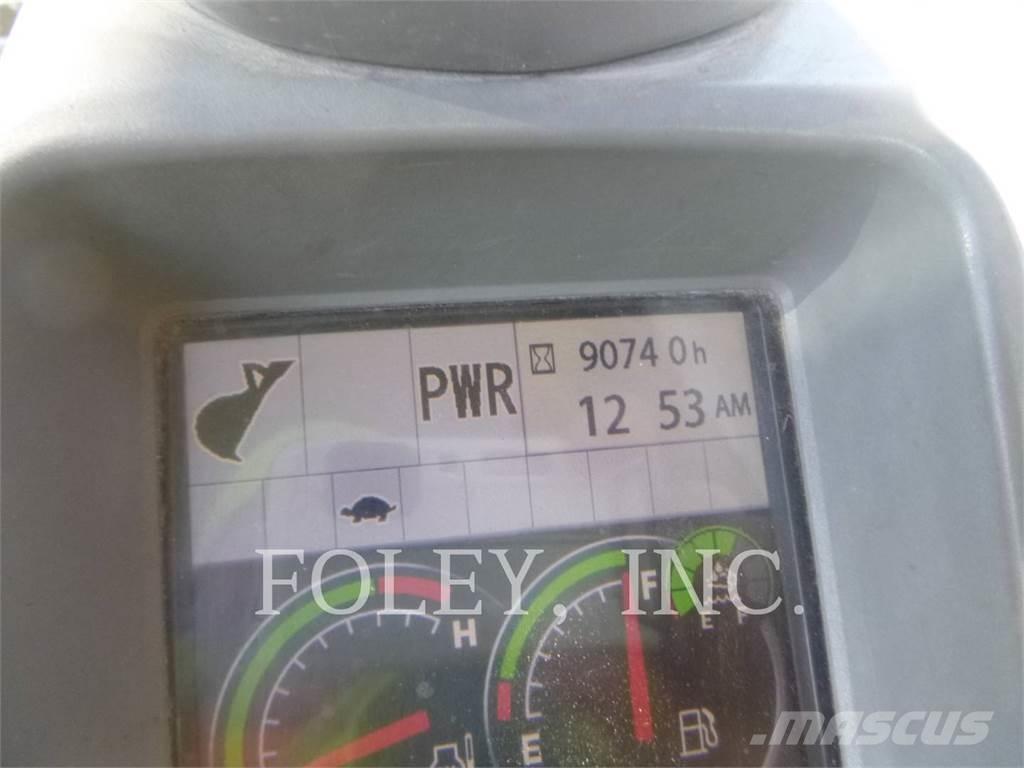 PWR
9074 0h
12 53 AM
FOLEY, INC.
H
F
E F
E
MASCUS